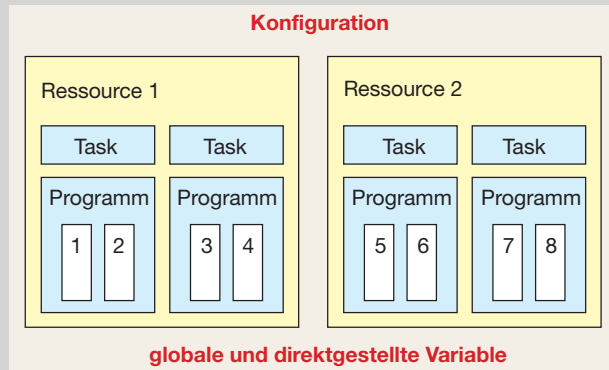 Konfiguration
Ressource 1
Task Task
Programm Programm
1 2 3 4
Ressource 2
Task Task
Programm Programm
5 6 7 8
globale und direktgestellte Variable